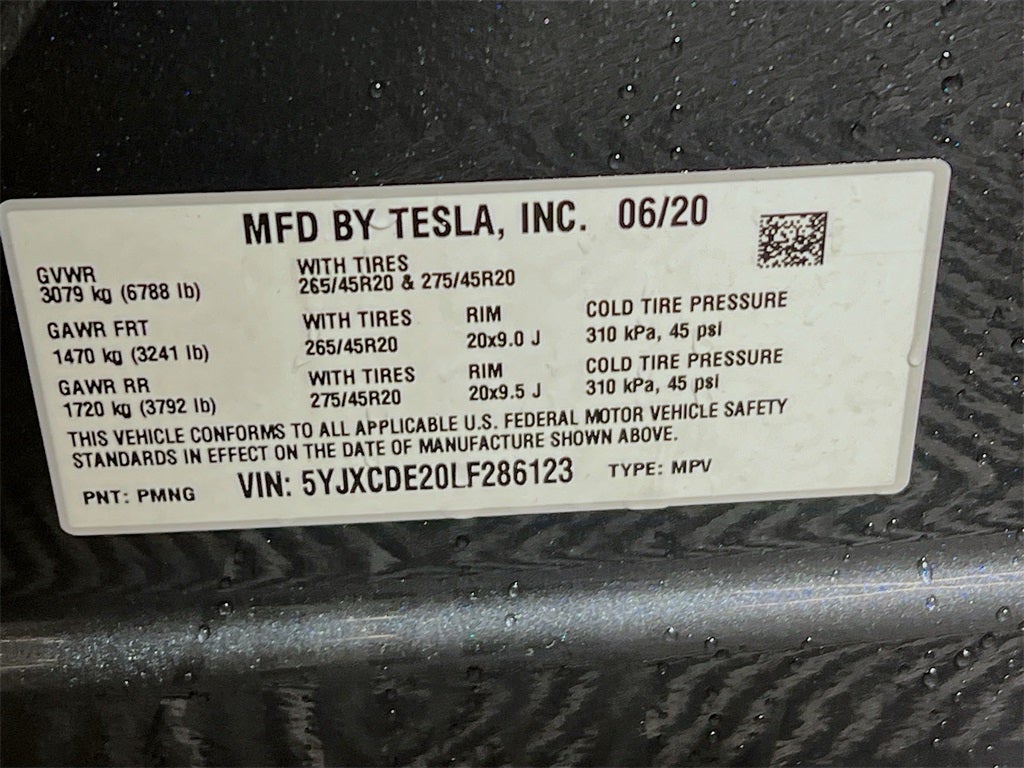 MFD BY TESLA, INC. 06/20
GVWR
3079 kg (6788 lb)
WITH TIRES
265/45R20 & 275/45R20
GAWR FRT
1470 kg (3241 lb)
WITH TIRES
265/45R20
RIM
20x9.0 J
COLD TIRE PRESSURE
310 kPa, 45 psi
GAWR RR
1720 kg (3792 lb)
WITH TIRES
275/45R20
RIM
20x9.5 J
COLD TIRE PRESSURE
310 kPa, 45 psi
THIS VEHICLE CONFORMS TO ALL APPLICABLE U.S. FEDERAL MOTOR VEHICLE SAFETY
STANDARDS IN EFFECT ON THE DATE OF MANUFACTURE SHOWN ABOVE.
PNT: PMNG VIN: 5YJXCDE20LF286123 TYPE: MPV